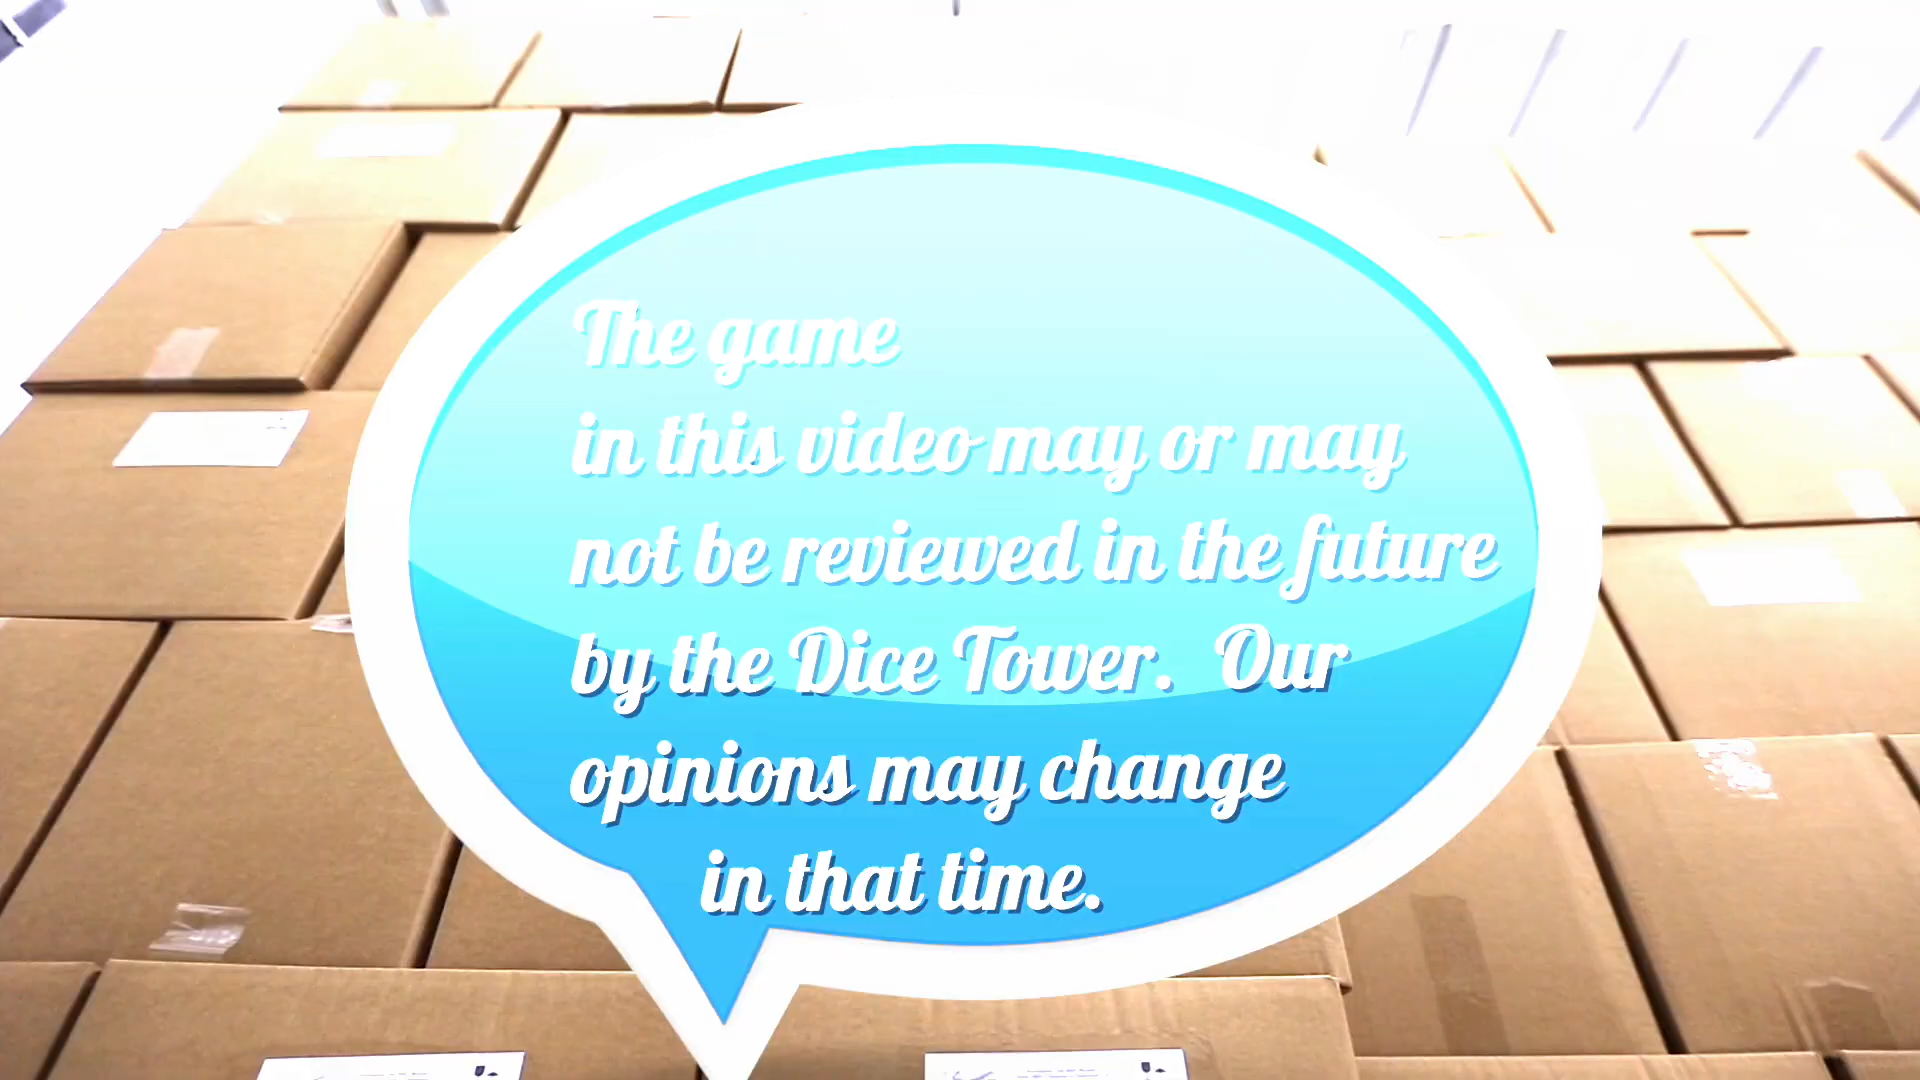 The game
in this video may or may
not be reviewed in the future
by the Dice Tower. Our
opinions may change
in that time.